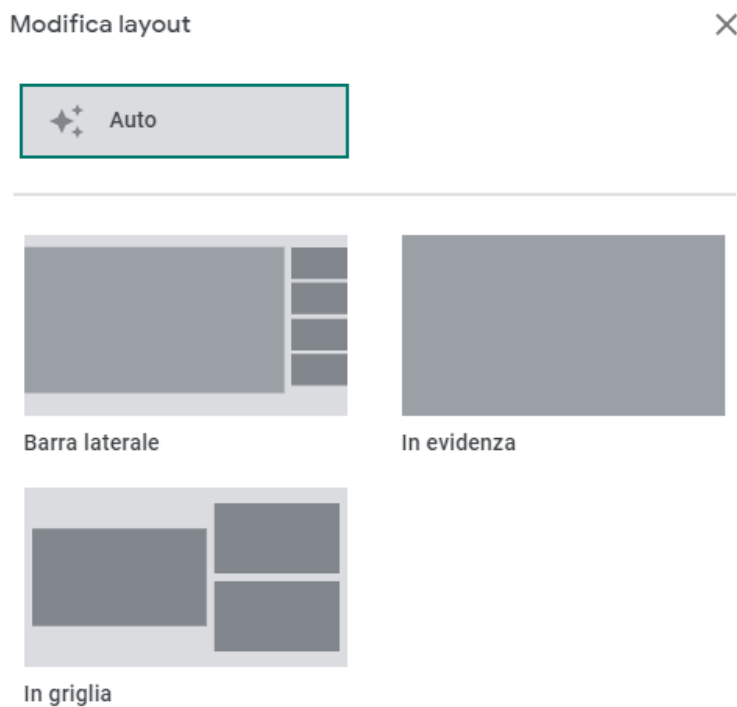 Modifica layout
Auto
Barra laterale
In evidenza
In griglia